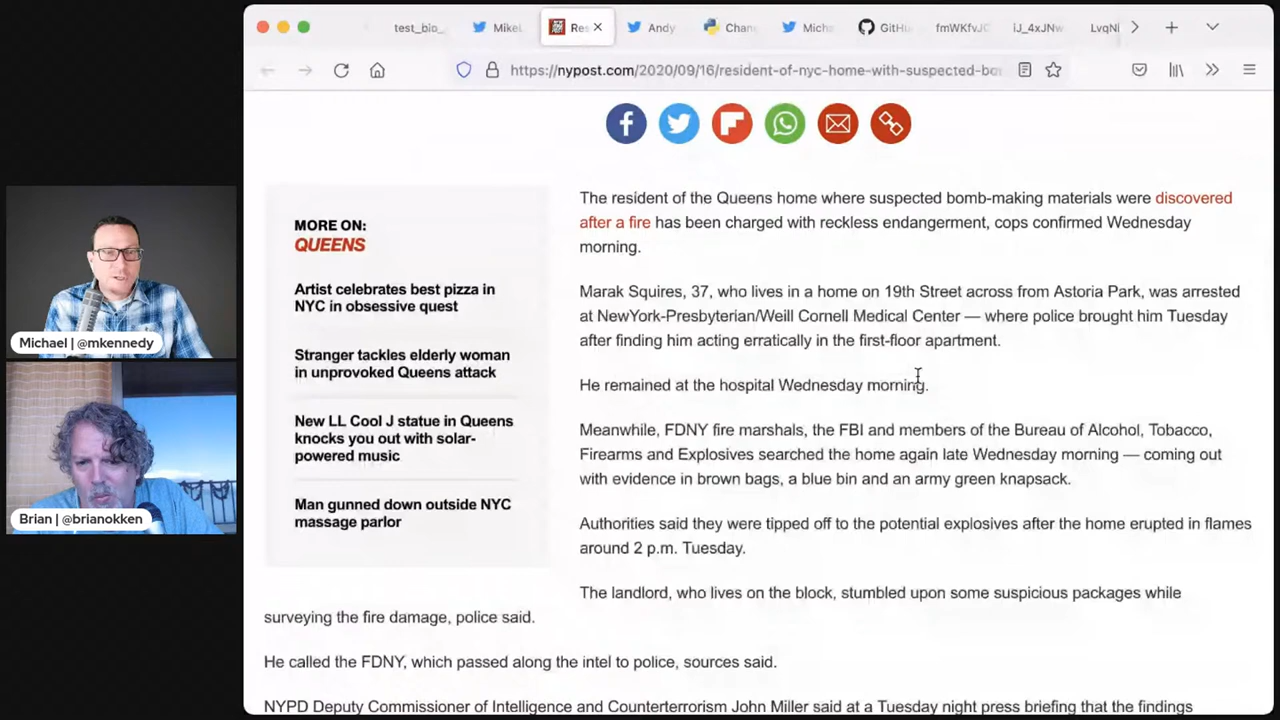 test_bio_
Mikel
Res
Andy
Chan
Mich
GitHu
fmWKfvJC
iJ_4xJNw
LvqNl
https://nypost.com/2020/09/16/resident-of-nyc-home-with-suspected-bo
MORE ON:
QUEENS
Artist celebrates best pizza in
NYC in obsessive quest
Stranger tackles elderly woman
in unprovoked Queens attack
New LL Cool J statue in Queens
knocks you out with solar-
powered music
Man gunned down outside NYC
massage parlor
The resident of the Queens home where suspected bomb-making materials were discovered
after a fire has been charged with reckless endangerment, cops confirmed Wednesday
morning.
Marak Squires, 37, who lives in a home on 19th Street across from Astoria Park, was arrested
at NewYork-Presbyterian/Weill Cornell Medical Center — where police brought him Tuesday
after finding him acting erratically in the first-floor apartment.
He remained at the hospital Wednesday morning.
Meanwhile, FDNY fire marshals, the FBI and members of the Bureau of Alcohol, Tobacco,
Firearms and Explosives searched the home again late Wednesday morning — coming out
with evidence in brown bags, a blue bin and an army green knapsack.
Authorities said they were tipped off to the potential explosives after the home erupted in flames
around 2 p.m. Tuesday.
The landlord, who lives on the block, stumbled upon some suspicious packages while
surveying the fire damage, police said.
He called the FDNY, which passed along the intel to police, sources said.
NYPD Deputy Commissioner of Intelligence and Counterterrorism John Miller said at a Tuesday night press briefing that the findings
Michael | @mkennedy
Brian | @brianokken